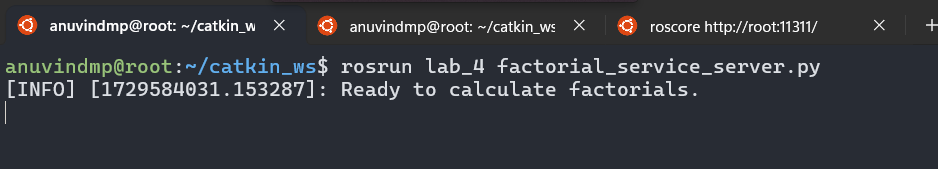 anuvindmp@root: ~/catkin_w
anuvindmp@root: ~/catkin_ws
roscore http://root:11311/
anuvindmp@root:~/catkin_ws$ rosrun lab_4 factorial_service_server.py
[INFO] [1729584031.153287]: Ready to calculate factorials.